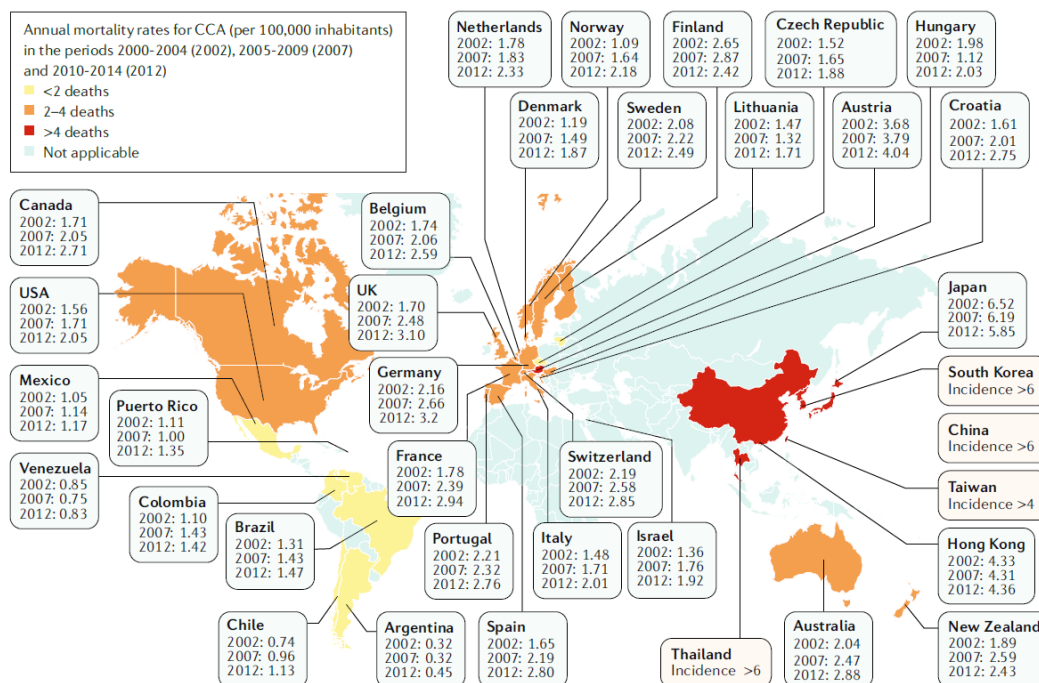 Annual mortality rates for CCA (per 100,000 inhabitants)
in the periods 2000-2004 (2002), 2005-2009 (2007)
and 2010-2014 (2012)
<2 deaths
2–4 deaths
>4 deaths
Not applicable
Netherlands
2002: 1.78
2007: 1.83
2012: 2.33
Norway
2002: 1.09
2007: 1.64
2012: 2.18
Finland
2002: 2.65
2007: 2.87
2012: 2.42
Czech Republic
2002: 1.52
2007: 1.65
2012: 1.88
Hungary
2002: 1.98
2007: 1.12
2012: 2.03
Denmark
2002: 1.19
2007: 1.49
2012: 1.87
Sweden
2002: 2.08
2007: 2.22
2012: 2.49
Lithuania
2002: 1.47
2007: 1.32
2012: 1.71
Austria
2002: 3.68
2007: 3.79
2012: 4.04
Croatia
2002: 1.61
2007: 2.01
2012: 2.75
Canada
2002: 1.71
2007: 2.05
2012: 2.71
Belgium
2002: 1.74
2007: 2.06
2012: 2.59
USA
2002: 1.56
2007: 1.71
2012: 2.05
UK
2002: 1.70
2007: 2.48
2012: 3.10
Japan
2002: 6.52
2007: 6.19
2012: 5.85
Mexico
2002: 1.05
2007: 1.14
2012: 1.17
Puerto Rico
2002: 1.11
2007: 1.00
2012: 1.35
Germany
2002: 2.16
2007: 2.66
2012: 3.2
South Korea
Incidence >6
China
Incidence >6
Venezuela
2002: 0.85
2007: 0.75
2012: 0.83
Colombia
2002: 1.10
2007: 1.43
2012: 1.42
France
2002: 1.78
2007: 2.39
2012: 2.94
Switzerland
2002: 2.19
2007: 2.58
2012: 2.85
Taiwan
Incidence >4
Brazil
2002: 1.31
2007: 1.43
2012: 1.47
Portugal
2002: 2.21
2007: 2.32
2012: 2.76
Italy
2002: 1.48
2007: 1.71
2012: 2.01
Israel
2002: 1.36
2007: 1.76
2012: 1.92
Hong Kong
2002: 4.33
2007: 4.31
2012: 4.36
Chile
2002: 0.74
2007: 0.96
2012: 1.13
Argentina
2002: 0.32
2007: 0.32
2012: 0.45
Spain
2002: 1.65
2007: 2.19
2012: 2.80
Thailand
Incidence >6
Australia
2002: 2.04
2007: 2.47
2012: 2.88
New Zealand
2002: 1.89
2007: 2.59
2012: 2.43